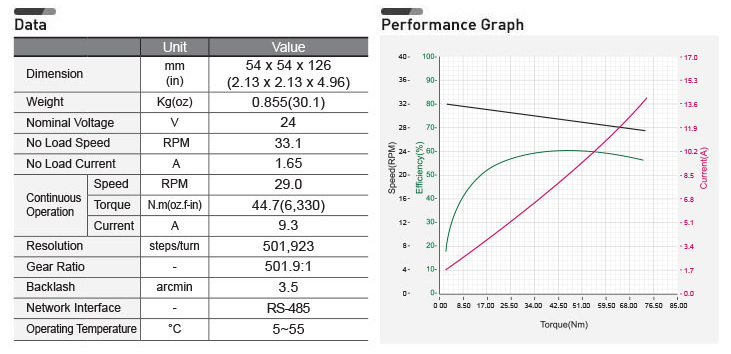 Data
Unit Value
Dimension mm (in) 54 x 54 x 126 (2.13 x 2.13 x 4.96)
Weight Kg(oz) 0.855(30.1)
Nominal Voltage V 24
No Load Speed RPM 33.1
No Load Current A 1.65
Continuous Operation Speed RPM 29.0
Torque N.m(oz.f-in) 44.7(6,330)
Current A 9.3
Resolution steps/turn 501,923
Gear Ratio - 501.9:1
Backlash arcmin 3.5
Network Interface - RS-485
Operating Temperature °C 5~55
Performance Graph
Speed(RPM)
40-
36-
32-
28-
24-
20-
16-
12-
8-
4-
0-
Efficiency(%)
100-
90-
80-
70-
60-
50-
40-
30-
20-
10-
-17.0
-15.3
-13.6
-11.9
-10.2
-8.5
-6.8
-5.1
-3.4
-1.7
-0.0
Current(A)
0.00 8.50 17.00 25.50 34.00 42.50 51.00 59.50 68.00 76.50 85.00
Torque(Nm)